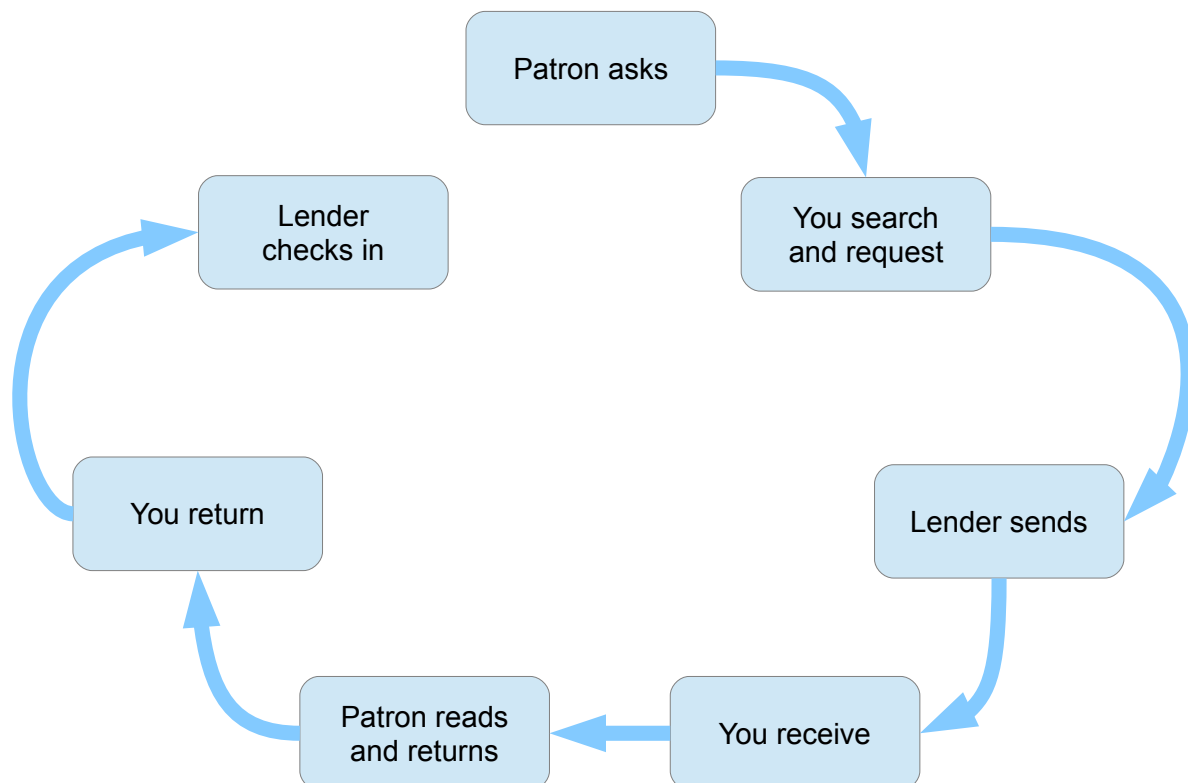 Patron asks
You search
and request
Lender sends
You receive
Patron reads
and returns
You return
Lender
checks in